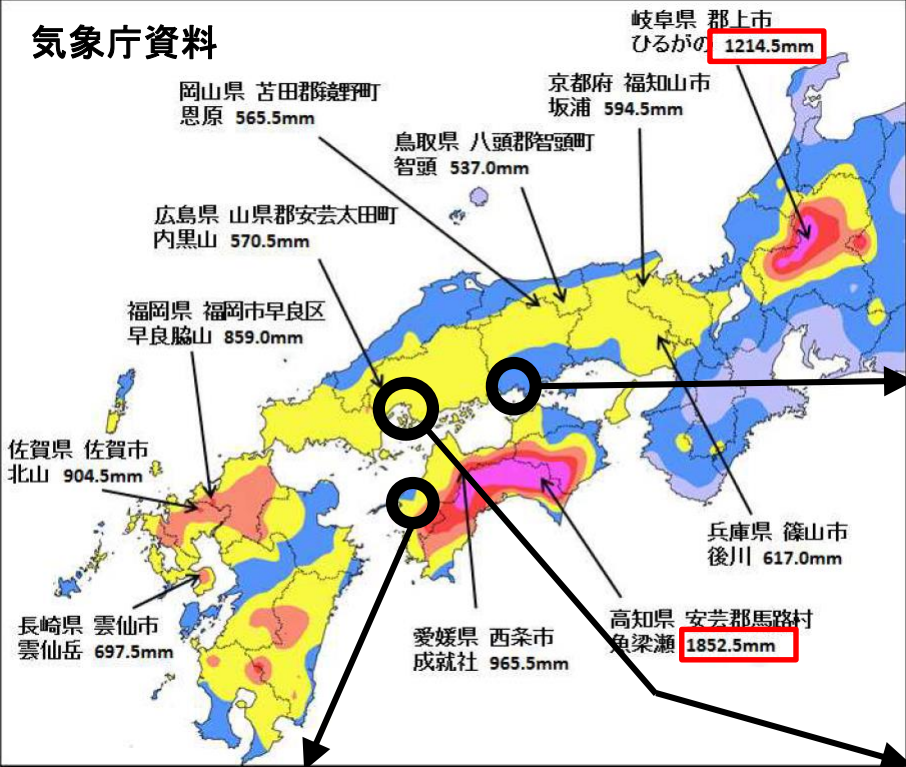 気象庁資料
岐阜県 郡上市
ひるがの 1214.5mm
京都府 福知山市
坂浦 594.5mm
岡山県 苫田郡鏡野町
恩原 565.5mm
鳥取県 八頭郡智頭町
智頭 537.0mm
広島県 山県郡安芸太田町
内黒山 570.5mm
福岡県 福岡市早良区
早良脇山 859.0mm
佐賀県 佐賀市
北山 904.5mm
長崎県 雲仙市
雲仙岳 697.5mm
愛媛県 西条市
成就社 965.5mm
高知県 安芸郡馬路村
魚梁瀬 1852.5mm
兵庫県 篠山市
後川 617.0mm